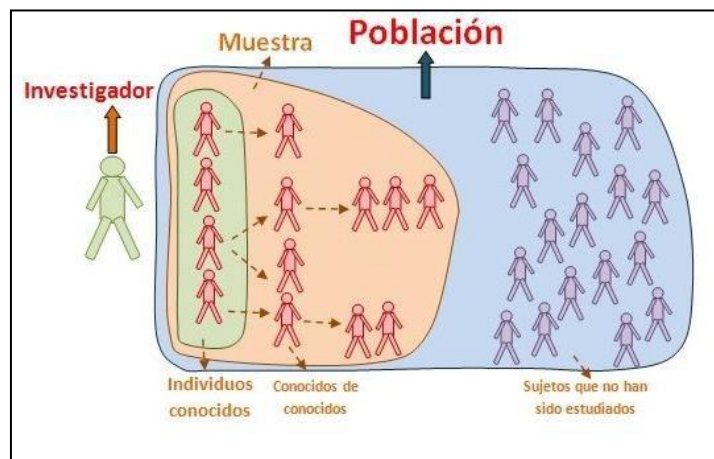 Población
Muestra
Investigador
Individuos
conocidos
Conocidos de
conocidos
Sujetos que no han
sido estudiados